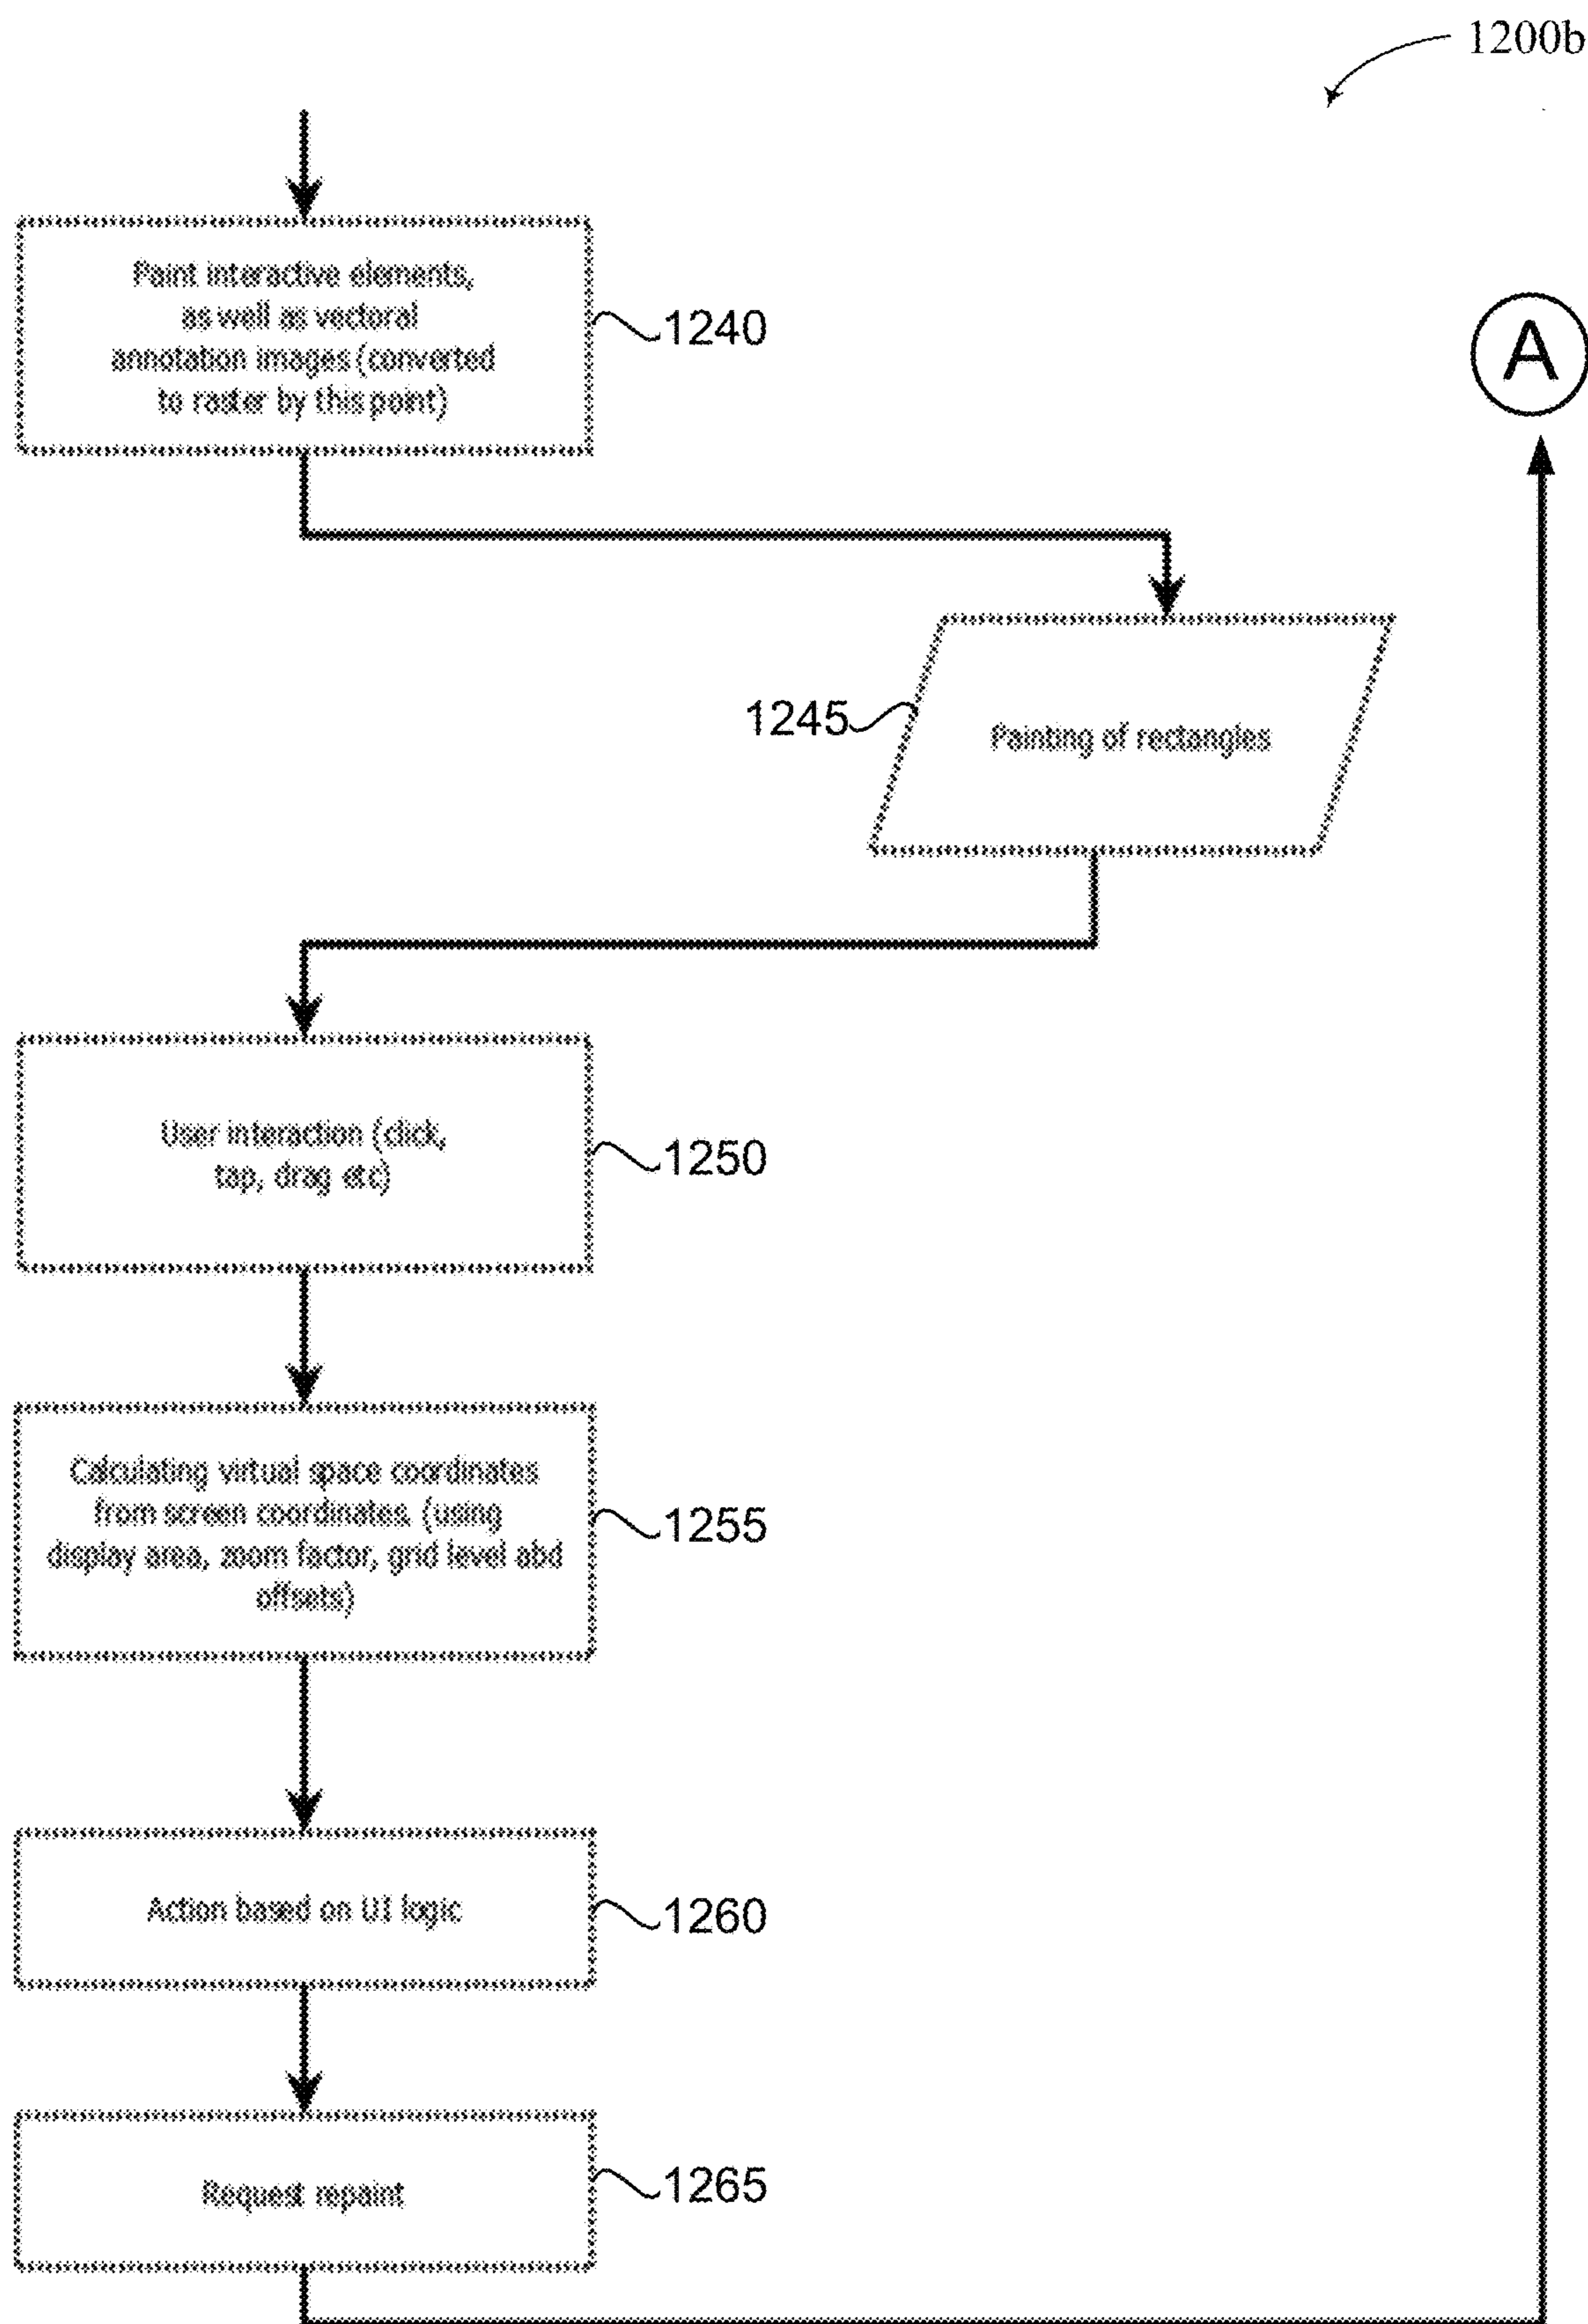 1200b
Paint interactive elements,
as well as vectoral
annotation images (converted
to raster by this point)
1240
A
1245
Painting of rectangles
User interaction (click,
tap, drag etc)
1250
Calculating virtual space coordinates
from screen coordinates. (using
display area, zoom factor, grid level abd
offsets)
1255
Action based on UI logic
1260
Request repaint
1265